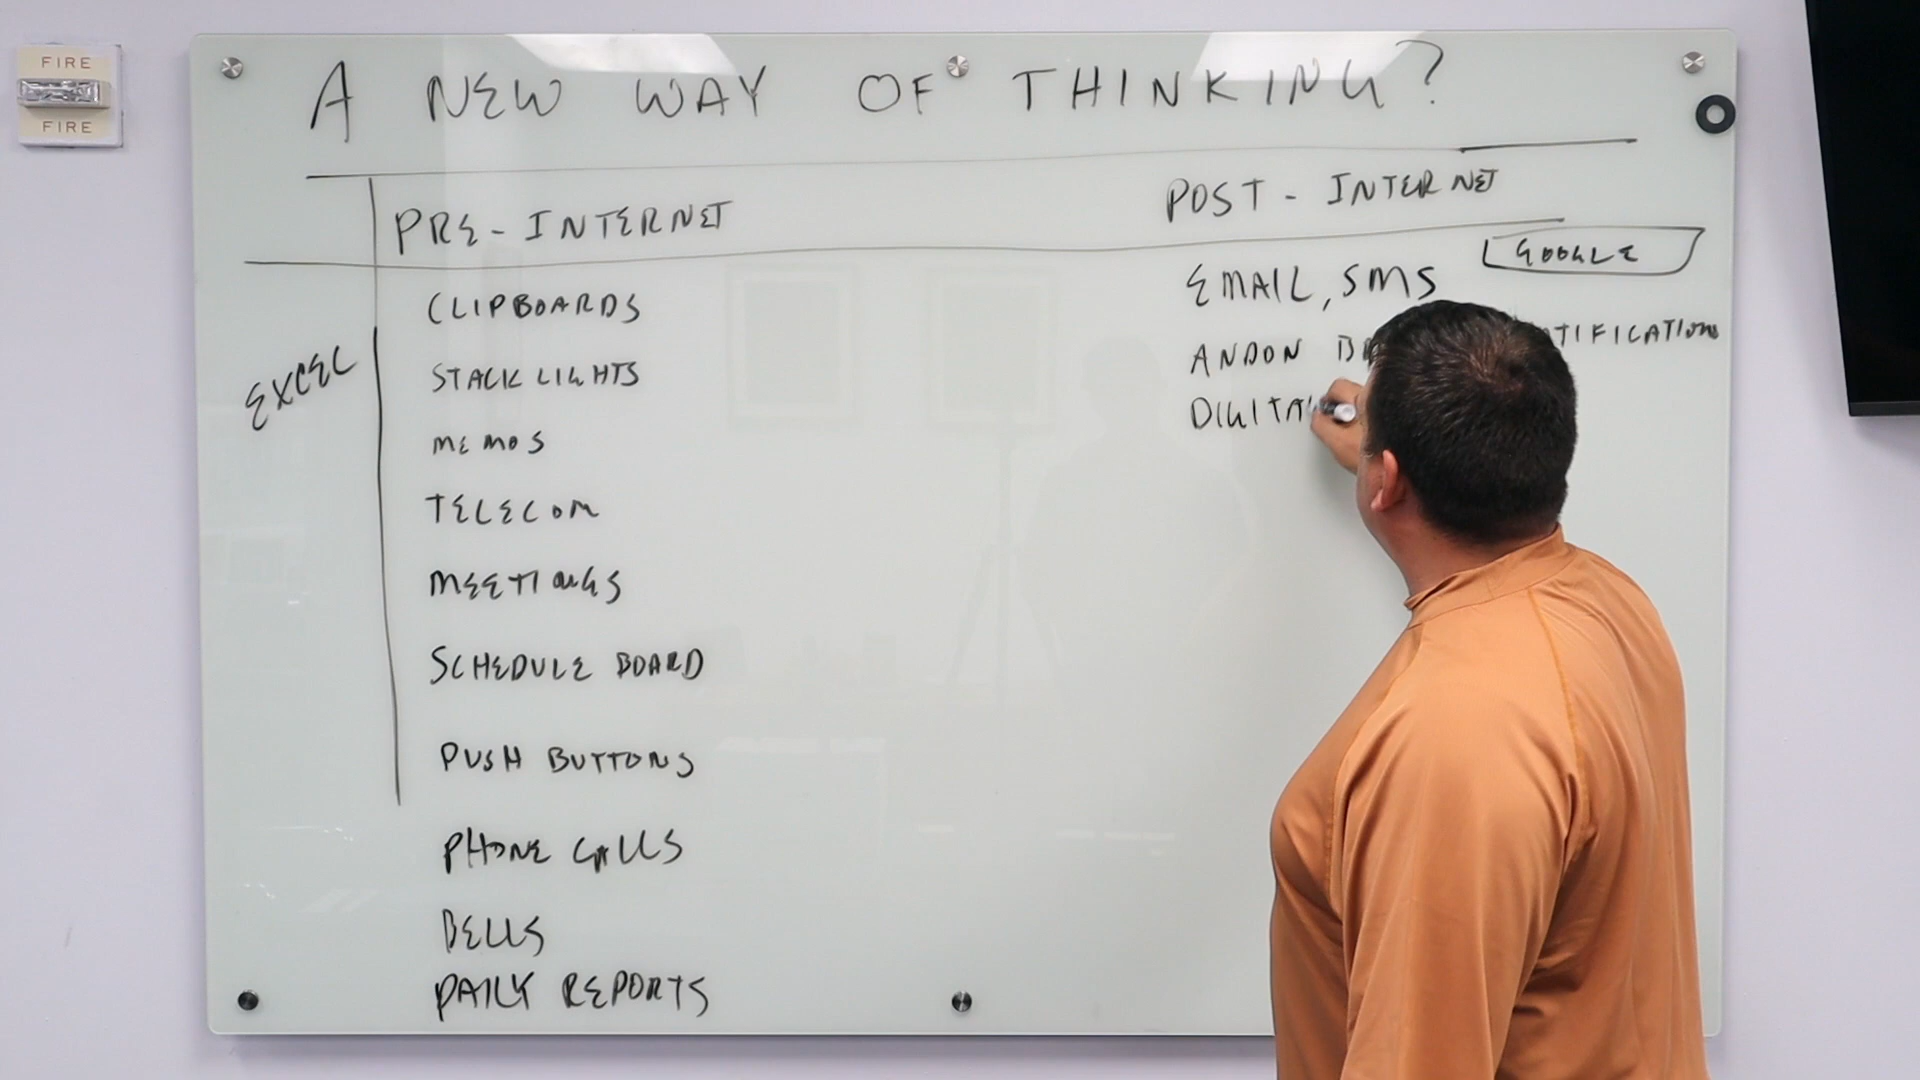 FIRE
FIRE
A NEW WAY OF THINKING?
PRE-INTERNET
POST-INTERNET
GOOGLE
EXCEL
CLIPBOARDS
STACK LIGHTS
MEMOS
TELECOM
MEETINGS
SCHEDULE BOARD
PUSH BUTTONS
PHONE CALLS
BELLS
DAILY REPORTS
EMAIL, SMS
ANDON
DIGITA